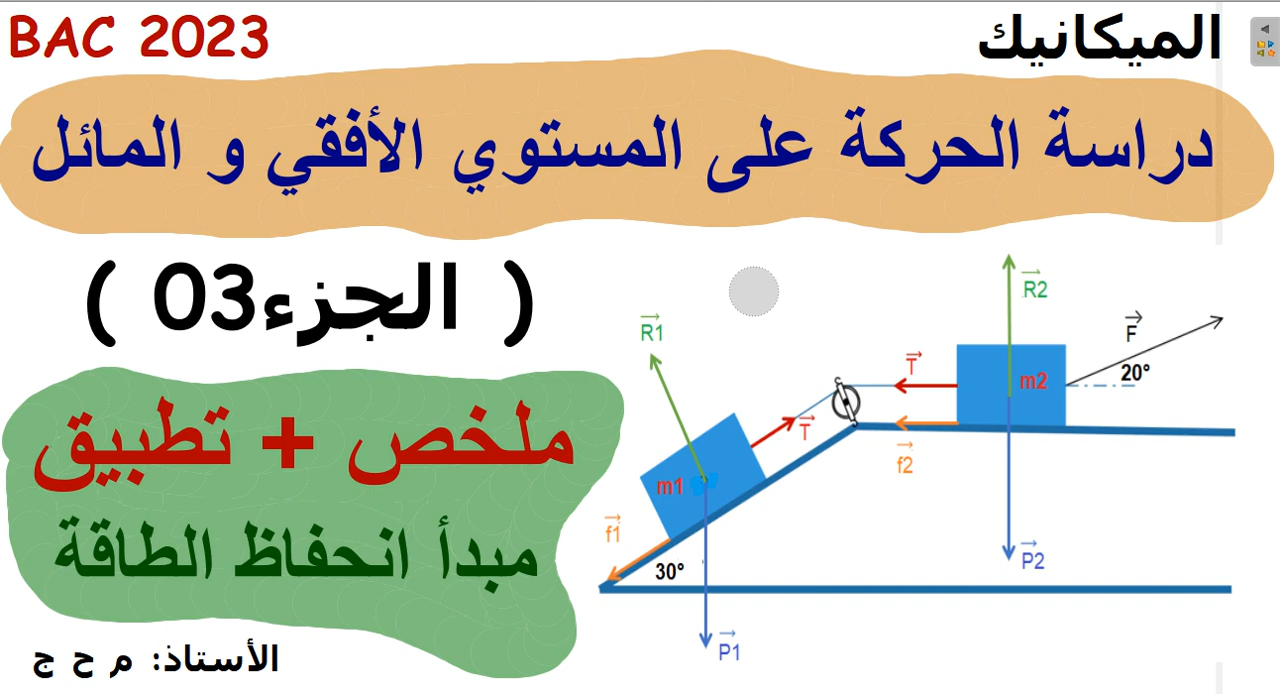 BAC 2023
الميكانيك
دراسة الحركة على المستوي الأفقي و المائل
( الجزء03 )
ملخص + تطبيق
مبدأ انحفاظ الطاقة
الأستاذ: م ح ج
R1
T
m1
f1
30°
P1
T
f2
m2
R2
F
20°
P2